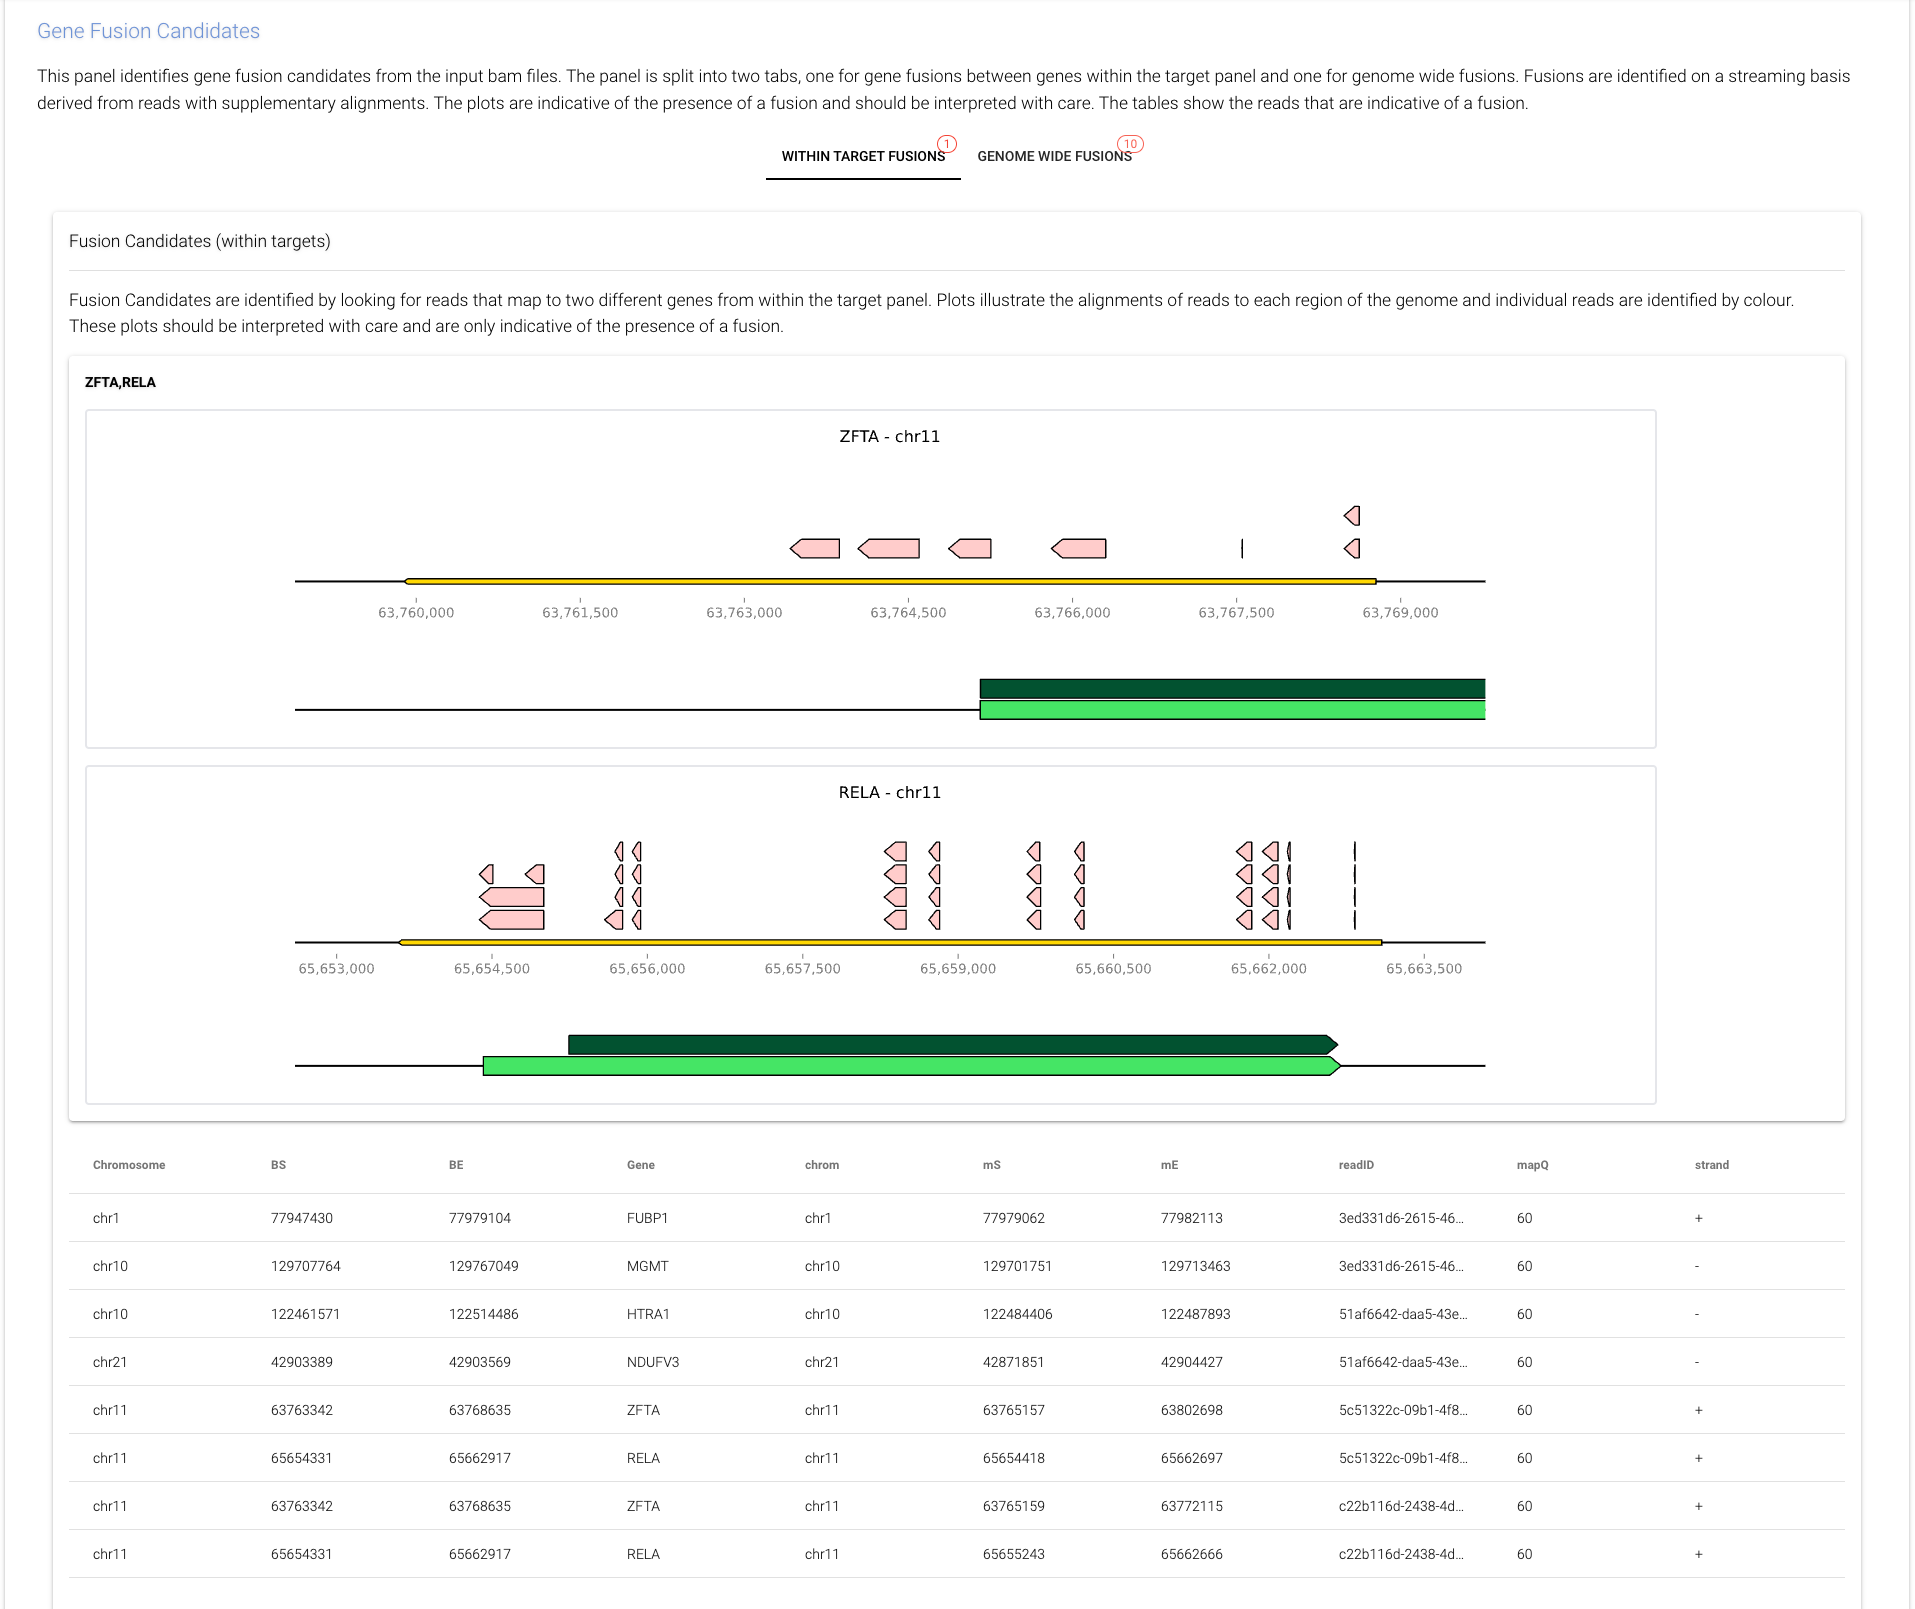 Gene Fusion Candidates
This panel identifies gene fusion candidates from the input bam files. The panel is split into two tabs, one for gene fusions between genes within the target panel and one for genome wide fusions. Fusions are identified on a streaming basis
derived from reads with supplementary alignments. The plots are indicative of the presence of a fusion and should be interpreted with care. The tables show the reads that are indicative of a fusion.
WITHIN TARGET FUSIONS 1 GENOME WIDE FUSIONS 10
Fusion Candidates (within targets)
Fusion Candidates are identified by looking for reads that map to two different genes from within the target panel. Plots illustrate the alignments of reads to each region of the genome and individual reads are identified by colour.
These plots should be interpreted with care and are only indicative of the presence of a fusion.
ZFTA,RELA
ZFTA - chr11
63,760,000 63,761,500 63,763,000 63,764,500 63,766,000 63,767,500 63,769,000
RELA - chr11
65,653,000 65,654,500 65,656,000 65,657,500 65,659,000 65,660,500 65,662,000 65,663,500
Chromosome BS BE Gene chrom mS mE readID mapQ strand
chr1 77947430 77979104 FUBP1 chr1 77979062 77982113 3ed331d6-2615-46... 60 +
chr10 129707764 129767049 MGMT chr10 129701751 129713463 3ed331d6-2615-46... 60 -
chr10 122461571 122514486 HTRA1 chr10 122484406 122487893 51af6642-daa5-43e... 60 -
chr21 42903389 42903569 NDUFV3 chr21 42871851 42904427 51af6642-daa5-43e... 60 -
chr11 63763342 63768635 ZFTA chr11 63765157 63802698 5c51322c-09b1-4f8... 60 +
chr11 65654331 65662917 RELA chr11 65654418 65662697 5c51322c-09b1-4f8... 60 +
chr11 63763342 63768635 ZFTA chr11 63765159 63772115 c22b116d-2438-4d... 60 +
chr11 65654331 65662917 RELA chr11 65655243 65662666 c22b116d-2438-4d... 60 +